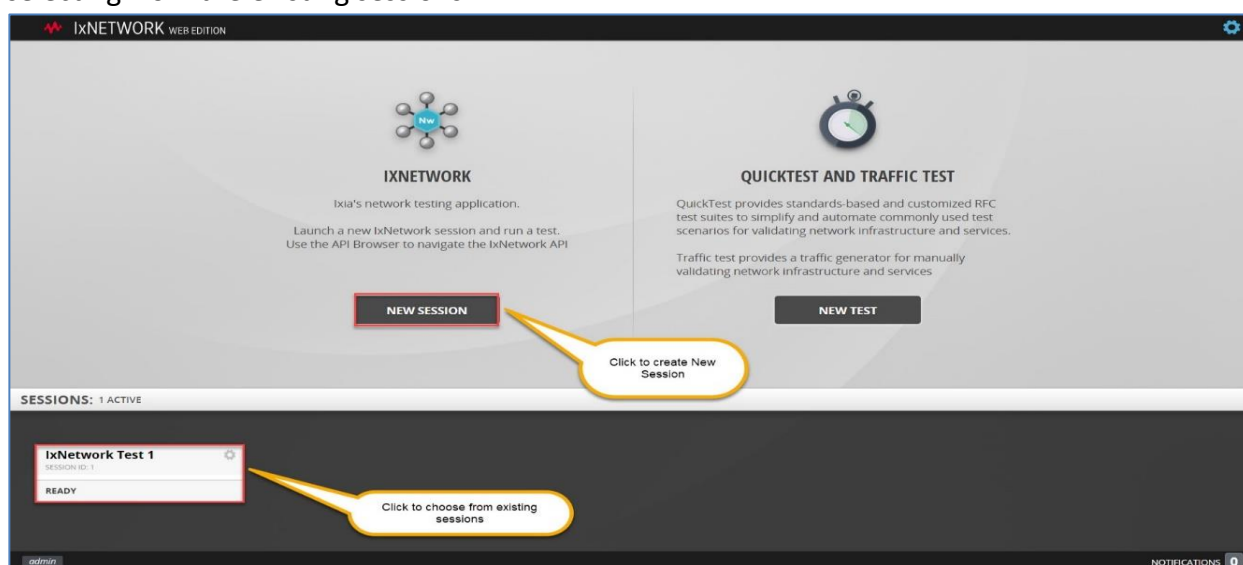 IxNETWORK WEB EDITION
Nw
IXNETWORK
Ixia's network testing application.
Launch a new IxNetwork session and run a test.
Use the API Browser to navigate the IxNetwork API
NEW SESSION
QUICKTEST AND TRAFFIC TEST
QuickTest provides standards-based and customized RFC
test suites to simplify and automate commonly used test
scenarios for validating network infrastructure and services.
Traffic test provides a traffic generator for manually
validating network infrastructure and services
NEW TEST
Click to create New
Session
SESSIONS: 1 ACTIVE
IxNetwork Test 1
SESSION ID: 1
READY
Click to choose from existing
sessions
admin
NOTIFICATIONS 0